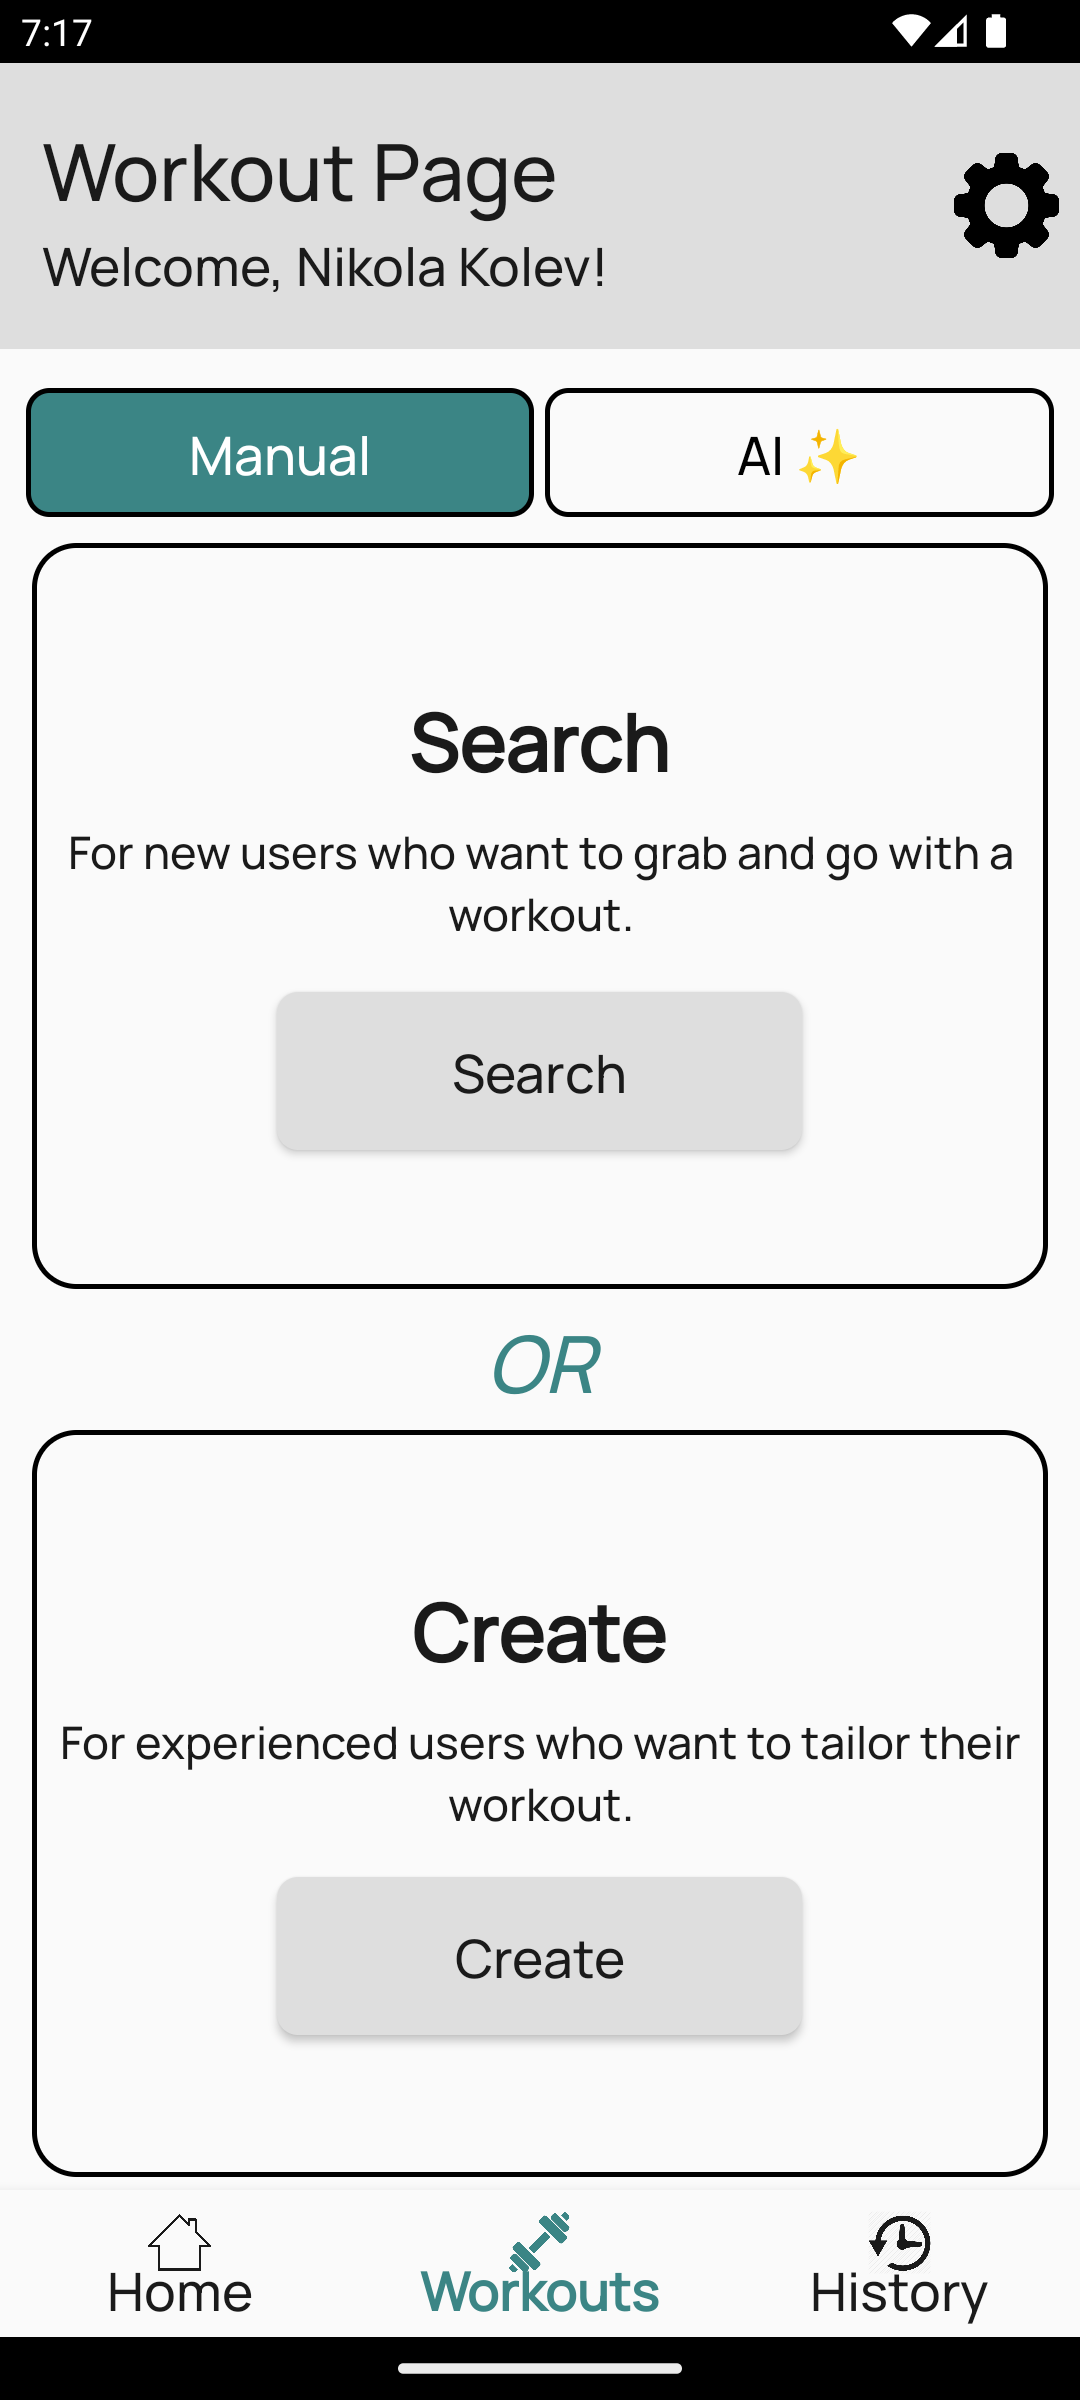 7:17
Workout Page
Welcome, Nikola Kolev!
Manual
AI ✨
Search
For new users who want to grab and go with a
workout.
Search
OR
Create
For experienced users who want to tailor their
workout.
Create
Home
Workouts
History